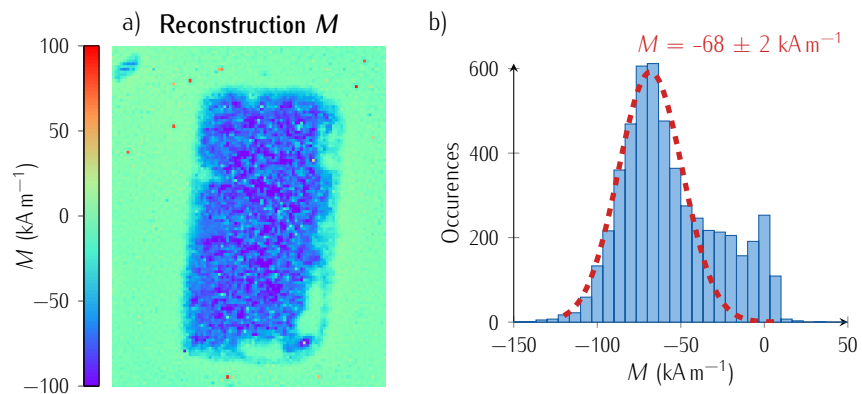 a) Reconstruction M
100
50
0
−50
−100
M (kA m⁻¹)
b)
M = -68 ± 2 kA m⁻¹
600
400
200
0
Occurences
−150 −100 −50 0 50
M (kA m⁻¹)